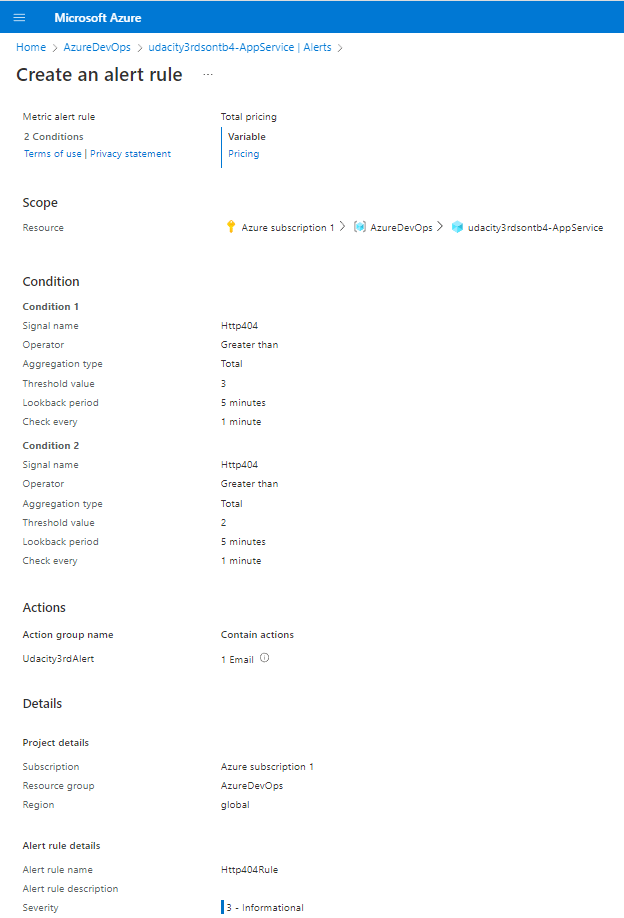 Microsoft Azure
Home > AzureDevOps > udacity3rdsontb4-AppService | Alerts >
Create an alert rule ...
Metric alert rule Total pricing
2 Conditions Variable
Terms of use | Privacy statement Pricing
Scope
Resource Azure subscription 1 > AzureDevOps > udacity3rdsontb4-AppService
Condition
Condition 1
Signal name Http404
Operator Greater than
Aggregation type Total
Threshold value 3
Lookback period 5 minutes
Check every 1 minute
Condition 2
Signal name Http404
Operator Greater than
Aggregation type Total
Threshold value 2
Lookback period 5 minutes
Check every 1 minute
Actions
Action group name Contain actions
Udacity3rdAlert 1 Email
Details
Project details
Subscription Azure subscription 1
Resource group AzureDevOps
Region global
Alert rule details
Alert rule name Http404Rule
Alert rule description
Severity 3 - Informational